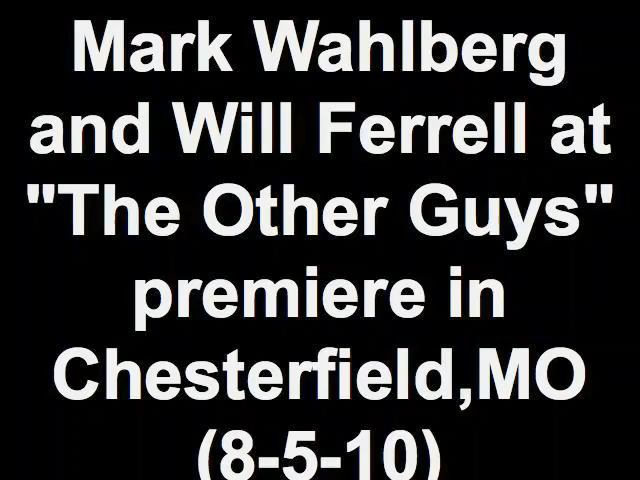 Mark Wahlberg
and Will Ferrell at
"The Other Guys"
premiere in
Chesterfield,MO
(8-5-10)